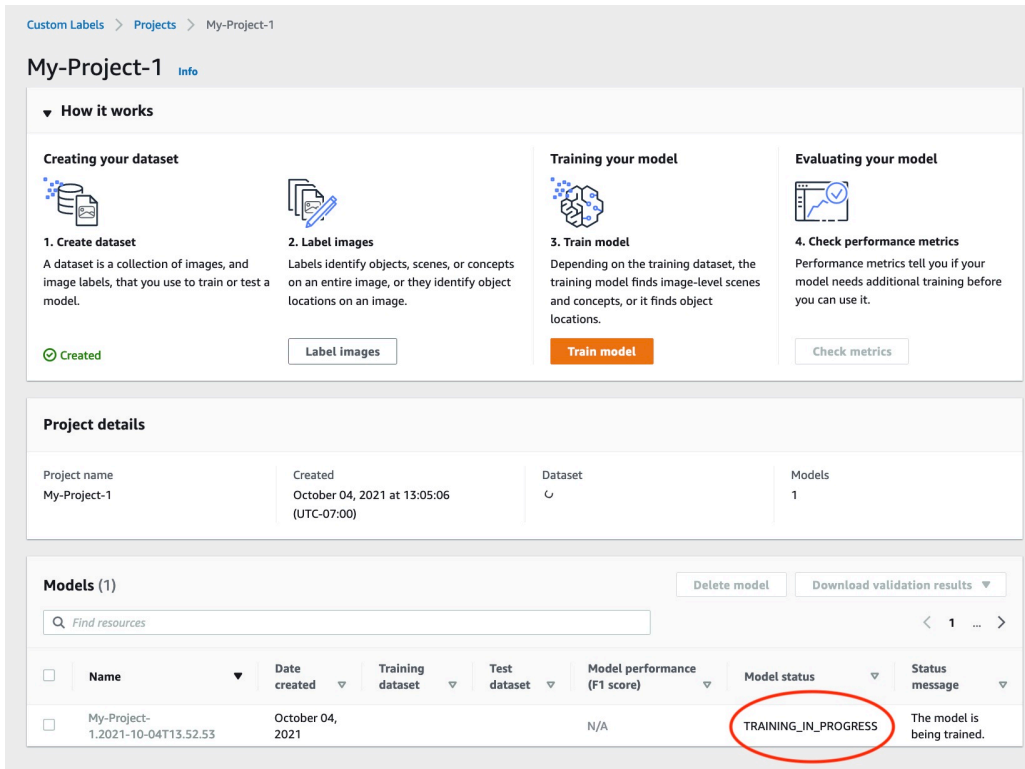 Custom Labels > Projects > My-Project-1
My-Project-1 Info
How it works
Creating your dataset
1. Create dataset
A dataset is a collection of images, and
image labels, that you use to train or test a
model.
Created
2. Label images
Labels identify objects, scenes, or concepts
on an entire image, or they identify object
locations on an image.
Label images
Training your model
3. Train model
Depending on the training dataset, the
training model finds image-level scenes
and concepts, or it finds object
locations.
Train model
Evaluating your model
4. Check performance metrics
Performance metrics tell you if your
model needs additional training before
you can use it.
Check metrics
Project details
Project name
My-Project-1
Created
October 04, 2021 at 13:05:06
(UTC-07:00)
Dataset
Models
1
Models (1)
Delete model
Download validation results
Find resources
< 1 ... >
Name
Date
created
Training
dataset
Test
dataset
Model performance
(F1 score)
Model status
Status
message
My-Project-
1.2021-10-04T13.52.53
October 04,
2021
N/A
TRAINING_IN_PROGRESS
The model is
being trained.